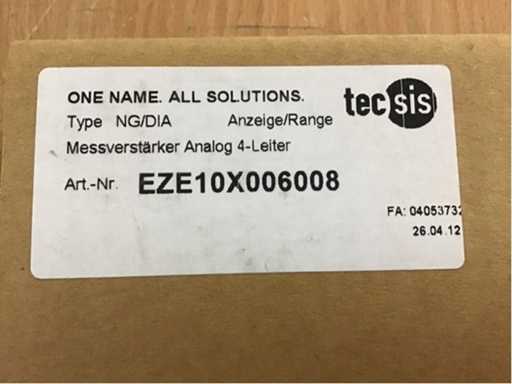 ONE NAME. ALL SOLUTIONS.
tecsis
Type NG/DIA Anzeige/Range
Messverstärker Analog 4-Leiter
Art.-Nr. EZE10X006008
FA: 04053732
26.04.12